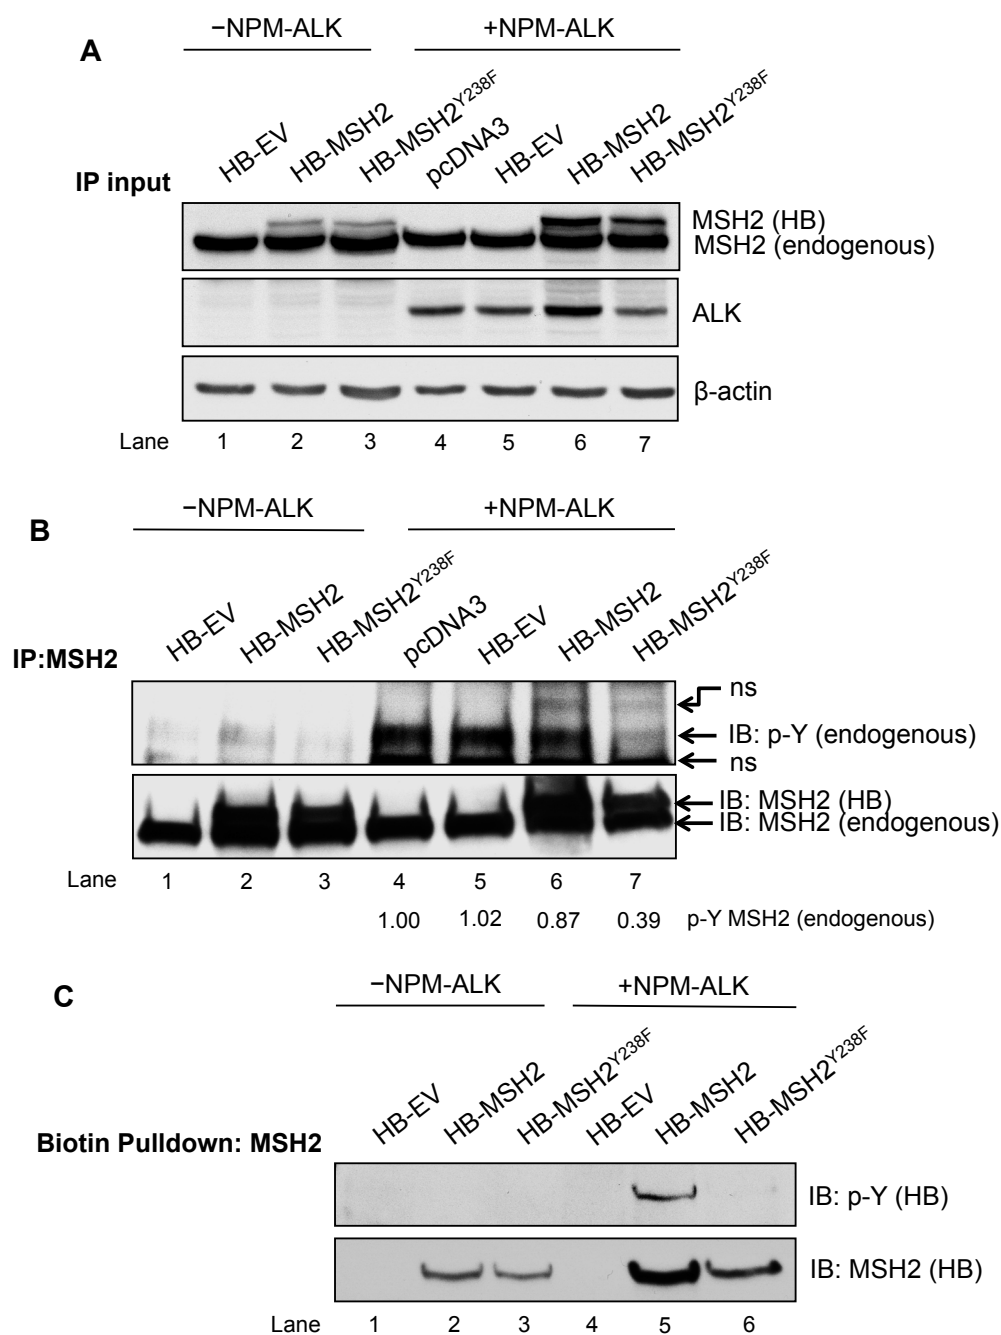 A
−NPM-ALK +NPM-ALK
HB-EV HB-MSH2 HB-MSH2Y238F pcDNA3 HB-EV HB-MSH2 HB-MSH2Y238F
IP input
MSH2 (HB)
MSH2 (endogenous)
ALK
β-actin
Lane 1 2 3 4 5 6 7
B
−NPM-ALK +NPM-ALK
HB-EV HB-MSH2 HB-MSH2Y238F pcDNA3 HB-EV HB-MSH2 HB-MSH2Y238F
IP:MSH2
ns
IB: p-Y (endogenous)
ns
IB: MSH2 (HB)
IB: MSH2 (endogenous)
Lane 1 2 3 4 5 6 7
1.00 1.02 0.87 0.39 p-Y MSH2 (endogenous)
C
−NPM-ALK +NPM-ALK
HB-EV HB-MSH2 HB-MSH2Y238F HB-EV HB-MSH2 HB-MSH2Y238F
Biotin Pulldown: MSH2
IB: p-Y (HB)
IB: MSH2 (HB)
Lane 1 2 3 4 5 6